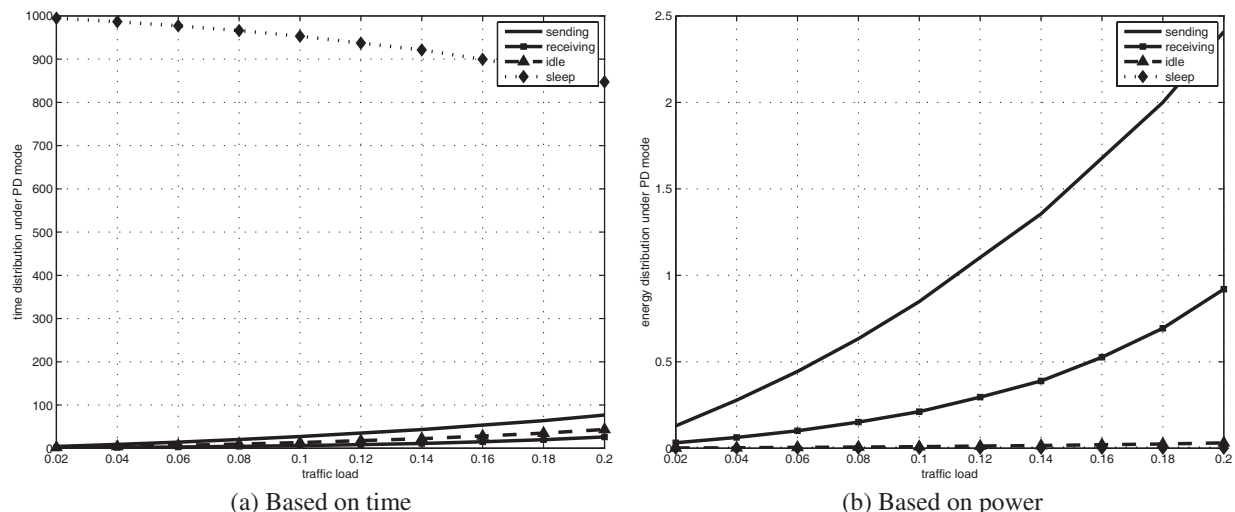 1000
900
800
700
600
500
400
300
200
100
0
0.02 0.04 0.06 0.08 0.1 0.12 0.14 0.16 0.18 0.2
traffic load
time distribution under PD mode
sending
receiving
idle
sleep
(a) Based on time
2.5
2
1.5
1
0.5
0
0.02 0.04 0.06 0.08 0.1 0.12 0.14 0.16 0.18 0.2
traffic load
energy distribution under PD mode
sending
receiving
idle
sleep
(b) Based on power